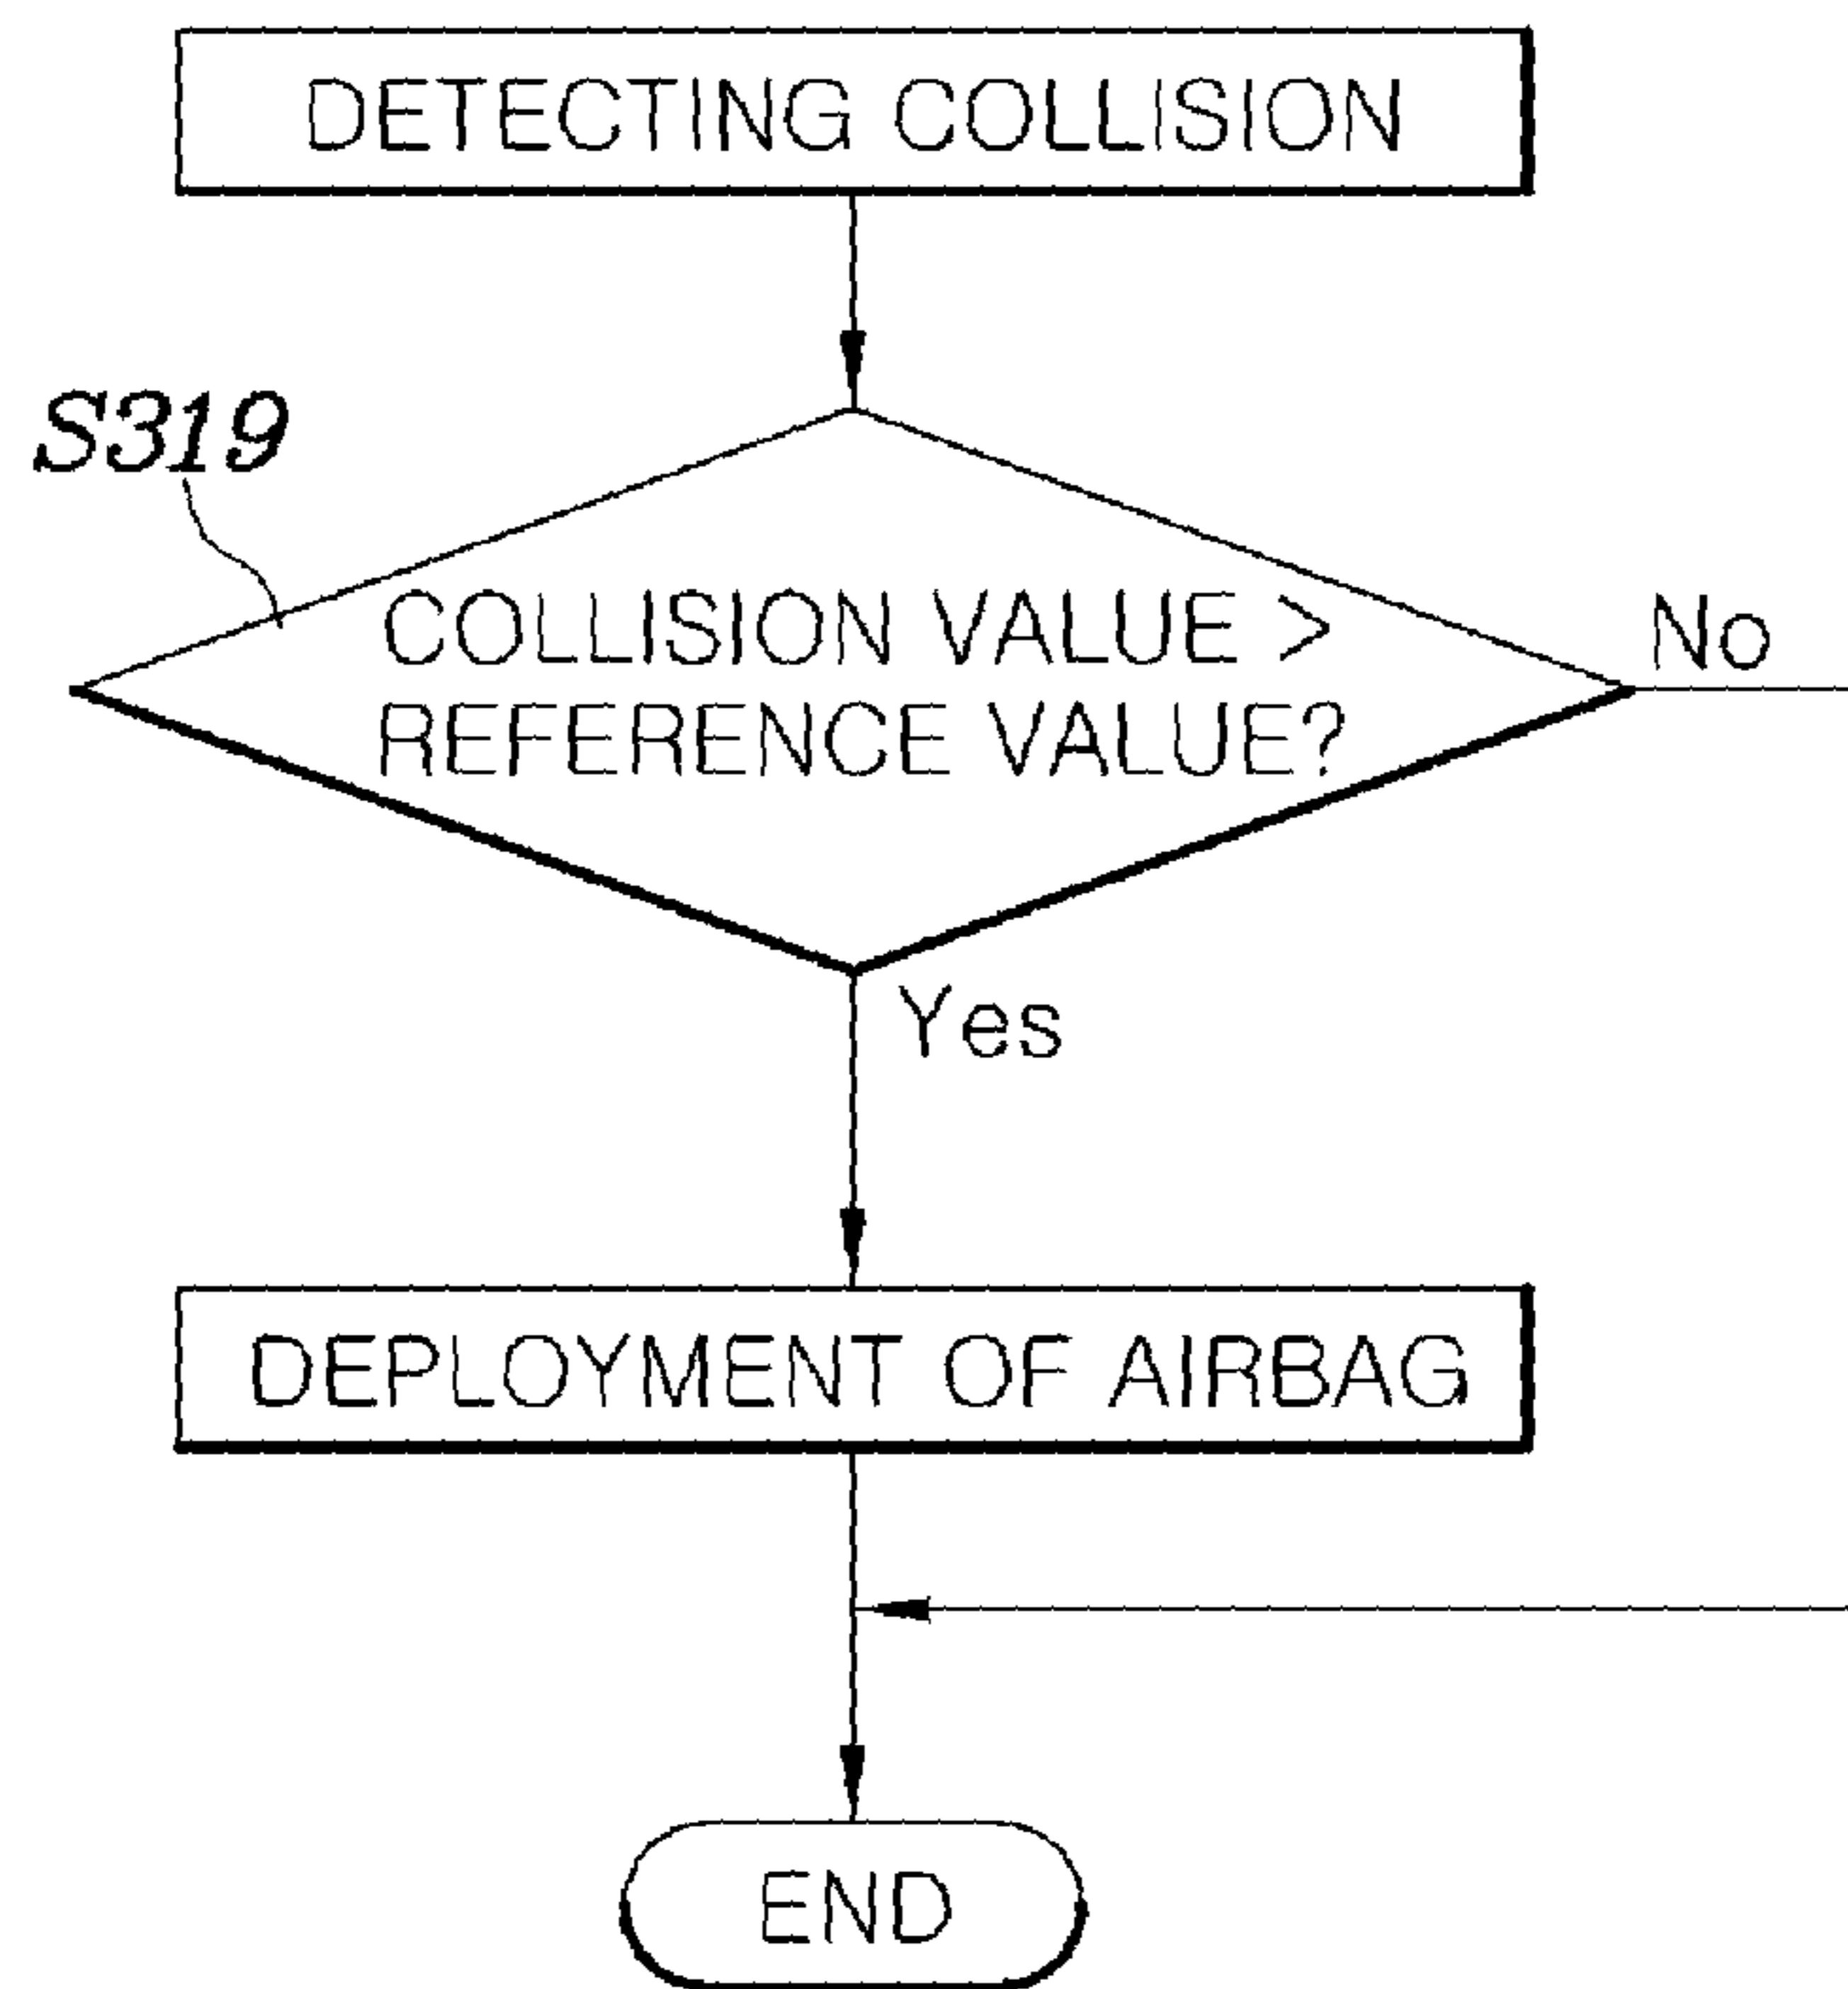 DETECTING COLLISION
S319
COLLISION VALUE >
REFERENCE VALUE?
No
Yes
DEPLOYMENT OF AIRBAG
END